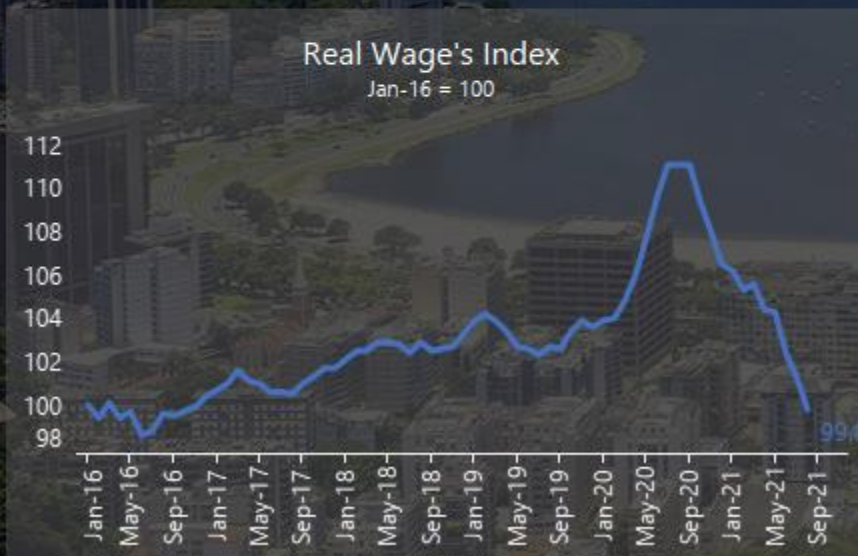 Real Wage's Index
Jan-16 = 100
112
110
108
106
104
102
100
98
Jan-16
May-16
Sep-16
Jan-17
May-17
Sep-17
Jan-18
May-18
Sep-18
Jan-19
May-19
Sep-19
Jan-20
May-20
Sep-20
Jan-21
May-21
Sep-21